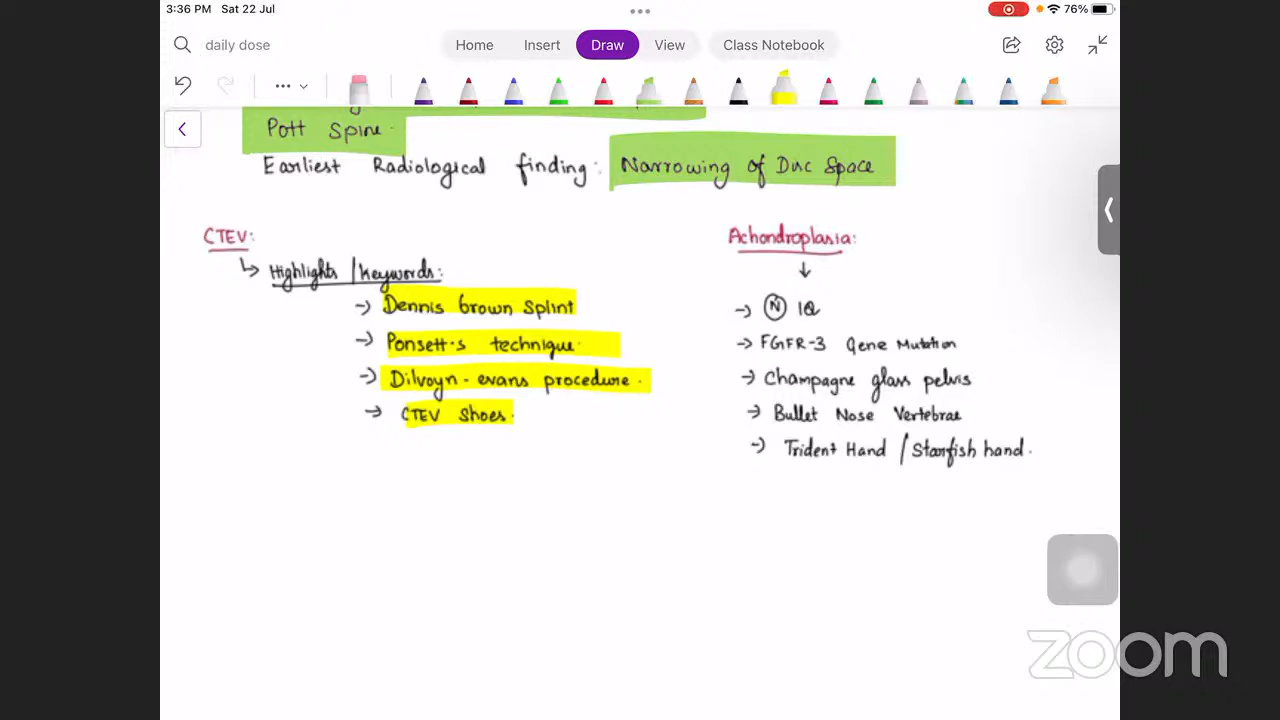 3:36 PM Sat 22 Jul
76%
daily dose
Home Insert Draw View Class Notebook
Pott Spine.
Earliest Radiological finding: Narrowing of Disc Space
CTEV:
Highlights / Keywords:
Dennis brown Splint
Ponsett-s technique.
Dilvoyn-evans procedure.
CTEV Shoes.
Achondroplasia:
N IQ
FGFR-3 Gene Mutation
Champagne glass pelvis
Bullet Nose Vertebrae
Trident Hand / Starfish hand.
zoom